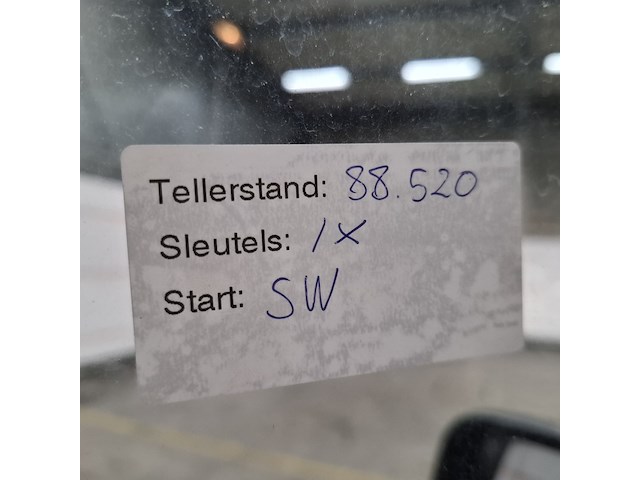 Tellerstand: 88.520
Sleutels: 1x
Start: SW